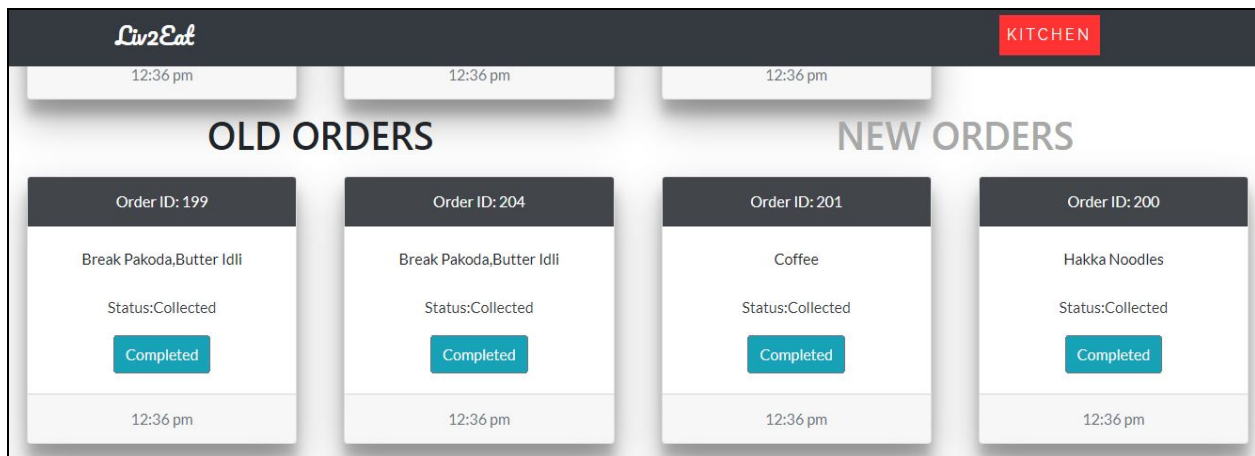 Liv2Eat
KITCHEN
12:36 pm
12:36 pm
12:36 pm
OLD ORDERS
NEW ORDERS
Order ID: 199
Break Pakoda,Butter Idli
Status:Collected
Completed
12:36 pm
Order ID: 204
Break Pakoda,Butter Idli
Status:Collected
Completed
12:36 pm
Order ID: 201
Coffee
Status:Collected
Completed
12:36 pm
Order ID: 200
Hakka Noodles
Status:Collected
Completed
12:36 pm